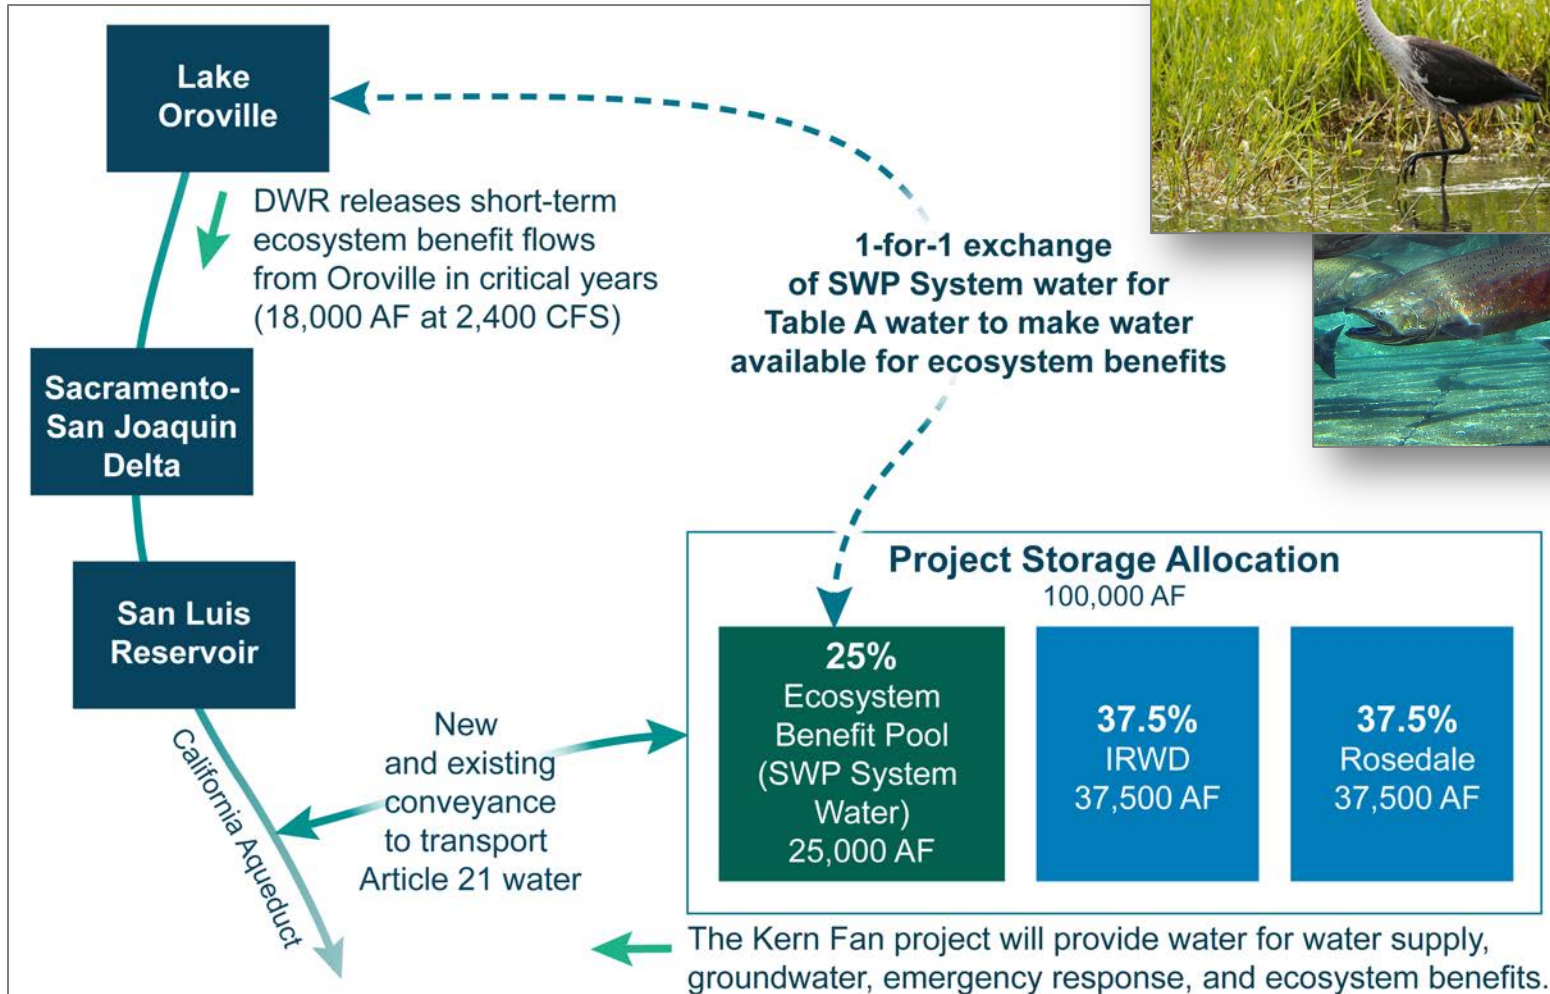 Lake
Oroville
DWR releases short-term
ecosystem benefit flows
from Oroville in critical years
(18,000 AF at 2,400 CFS)
1-for-1 exchange
of SWP System water for
Table A water to make water
available for ecosystem benefits
Sacramento-
San Joaquin
Delta
San Luis
Reservoir
California Aqueduct
New
and existing
conveyance
to transport
Article 21 water
Project Storage Allocation
100,000 AF
25%
Ecosystem
Benefit Pool
(SWP System
Water)
25,000 AF
37.5%
IRWD
37,500 AF
37.5%
Rosedale
37,500 AF
The Kern Fan project will provide water for water supply,
groundwater, emergency response, and ecosystem benefits.